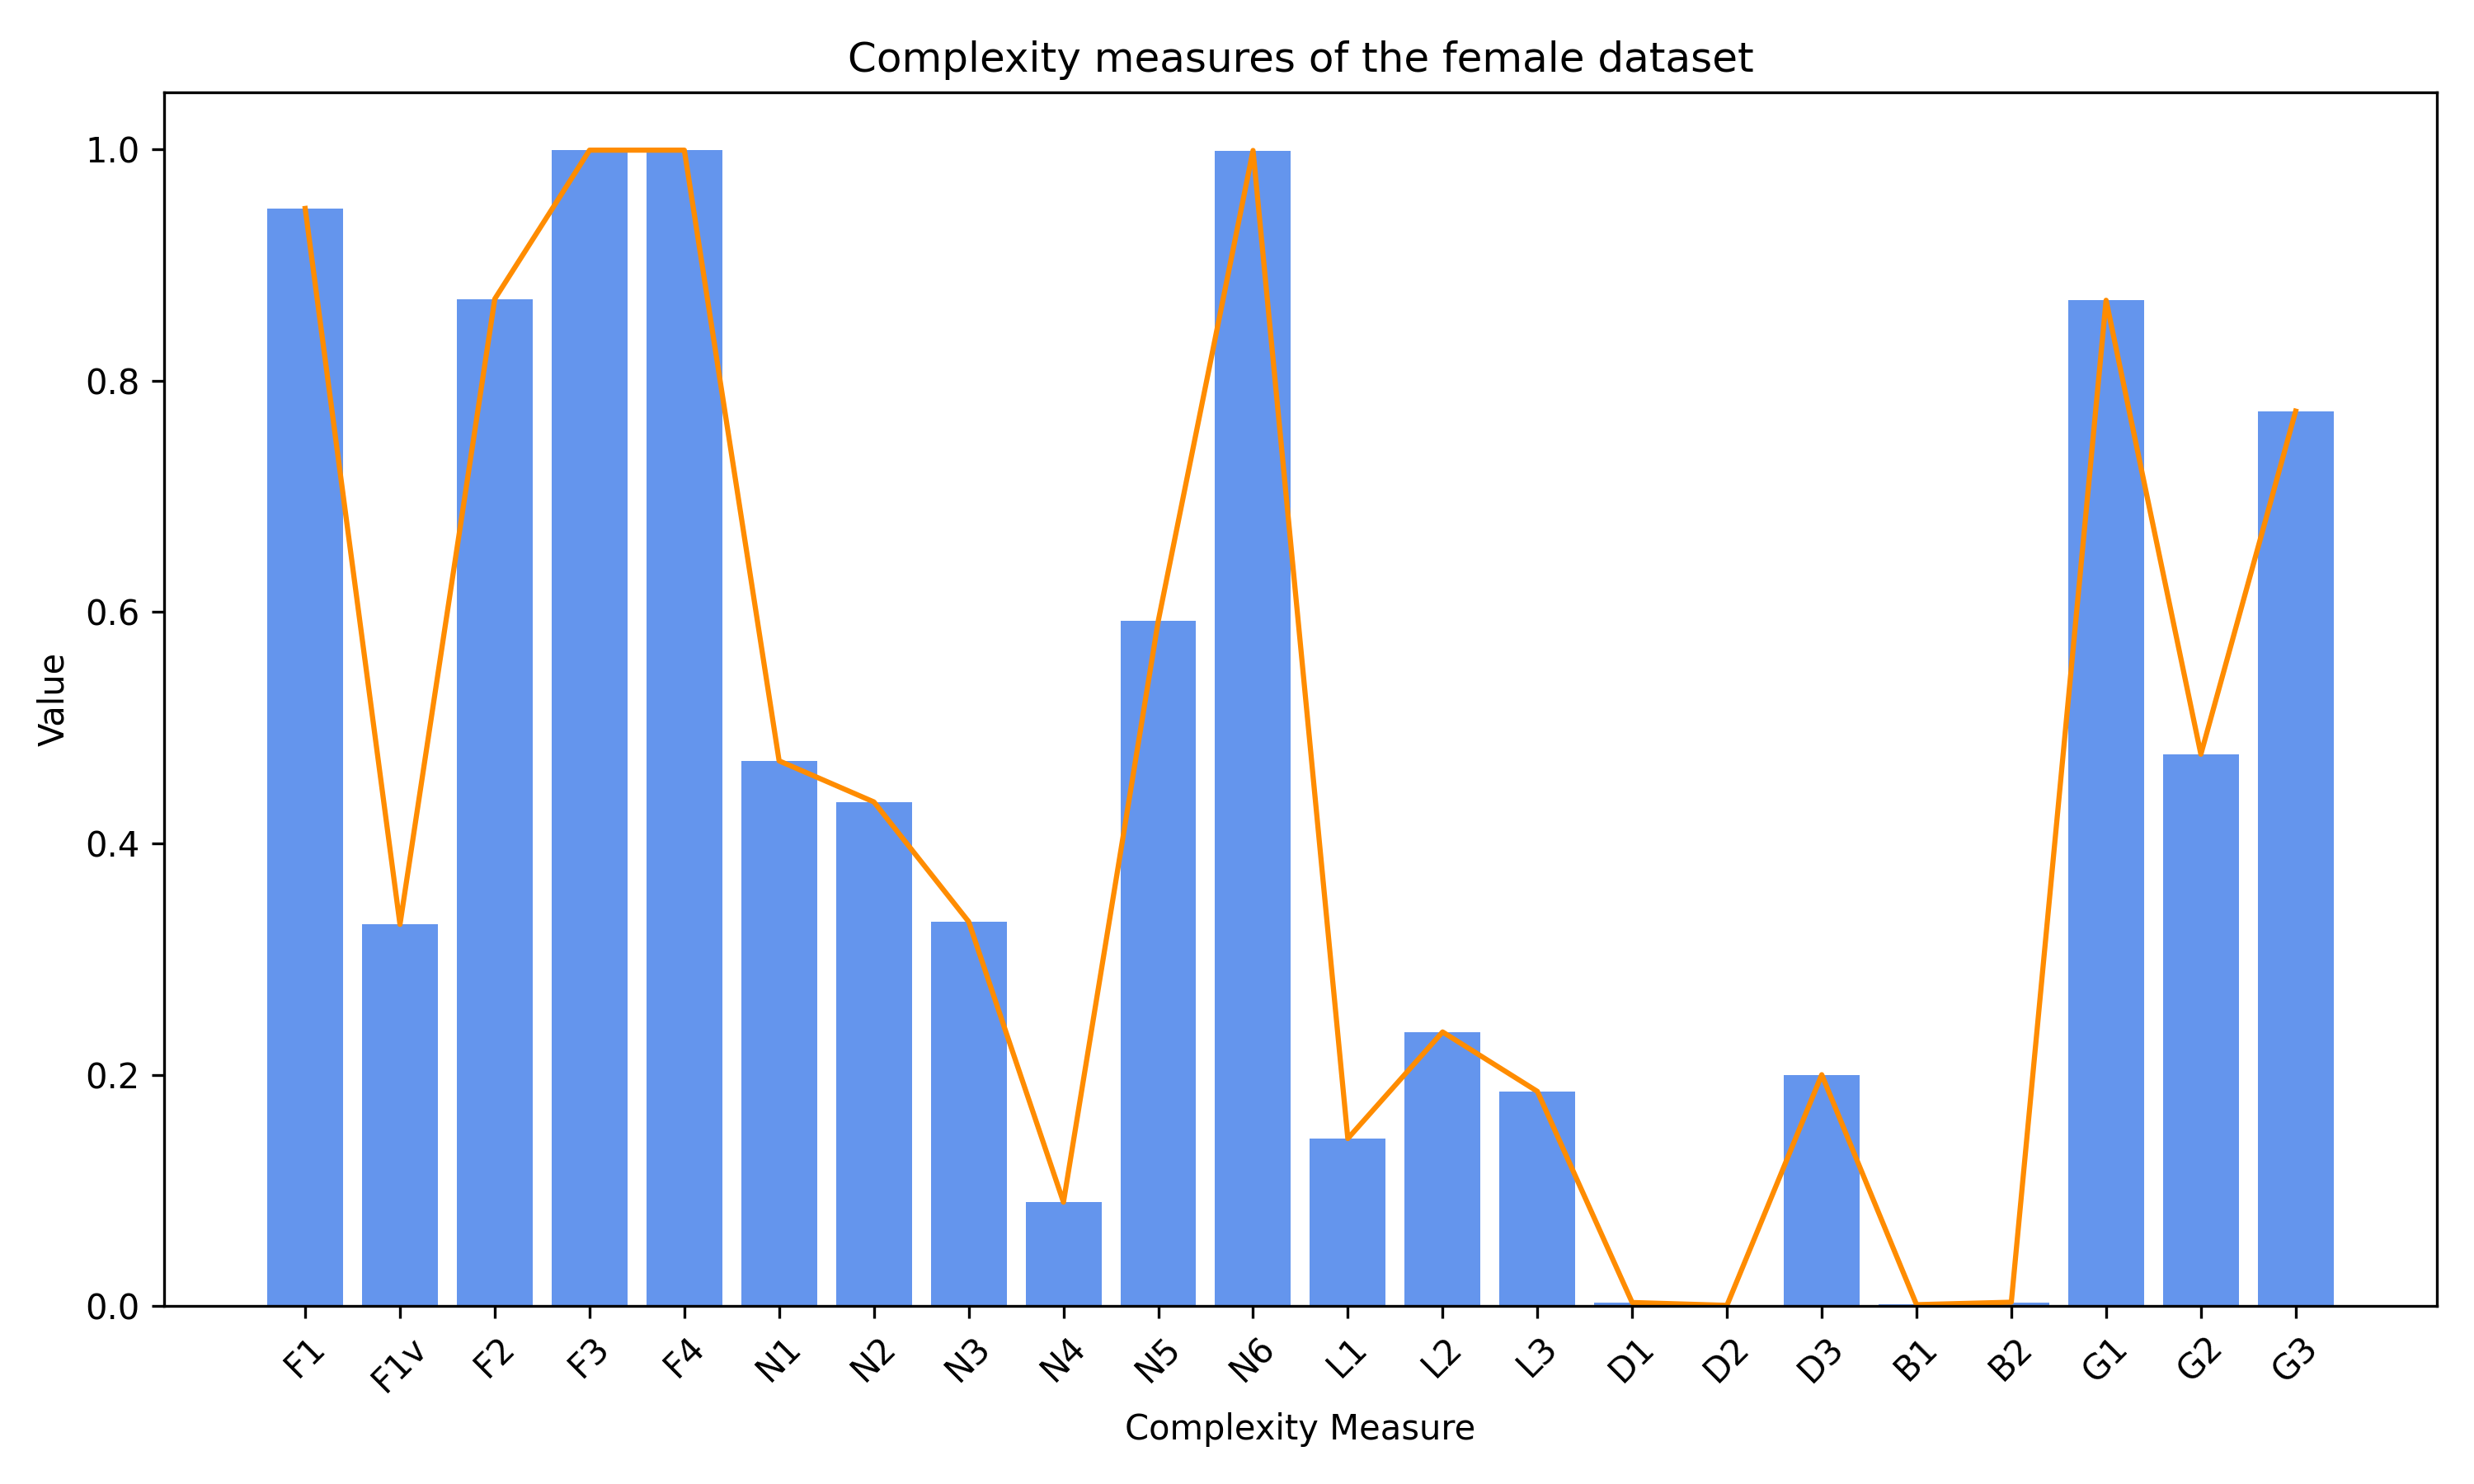 Complexity measures of the female dataset
1.0
0.8
0.6
0.4
0.2
0.0
Value
F1 F1v F2 F3 F4 N1 N2 N3 N4 N5 N6 L1 L2 L3 D1 D2 D3 B1 B2 G1 G2 G3
Complexity Measure